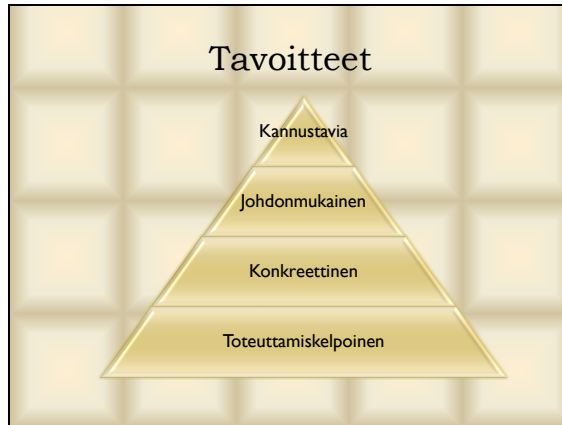 Tavoitteet
Kannustavia
Johdonmukainen
Konkreettinen
Toteuttamiskelpoinen